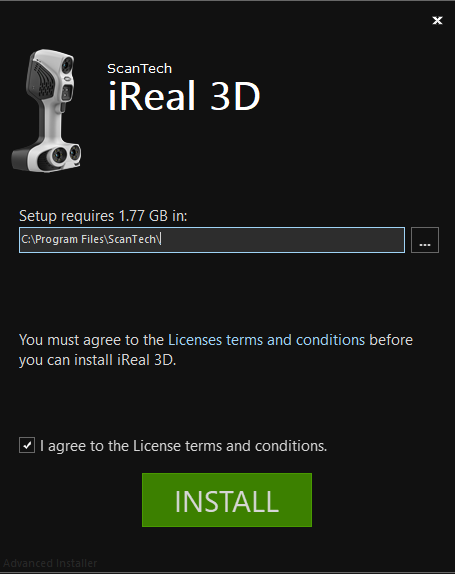 ScanTech
iReal 3D
Setup requires 1.77 GB in:
C:\Program Files\ScanTech\
...
You must agree to the Licenses terms and conditions before
you can install iReal 3D.
I agree to the License terms and conditions.
INSTALL
Advanced Installer